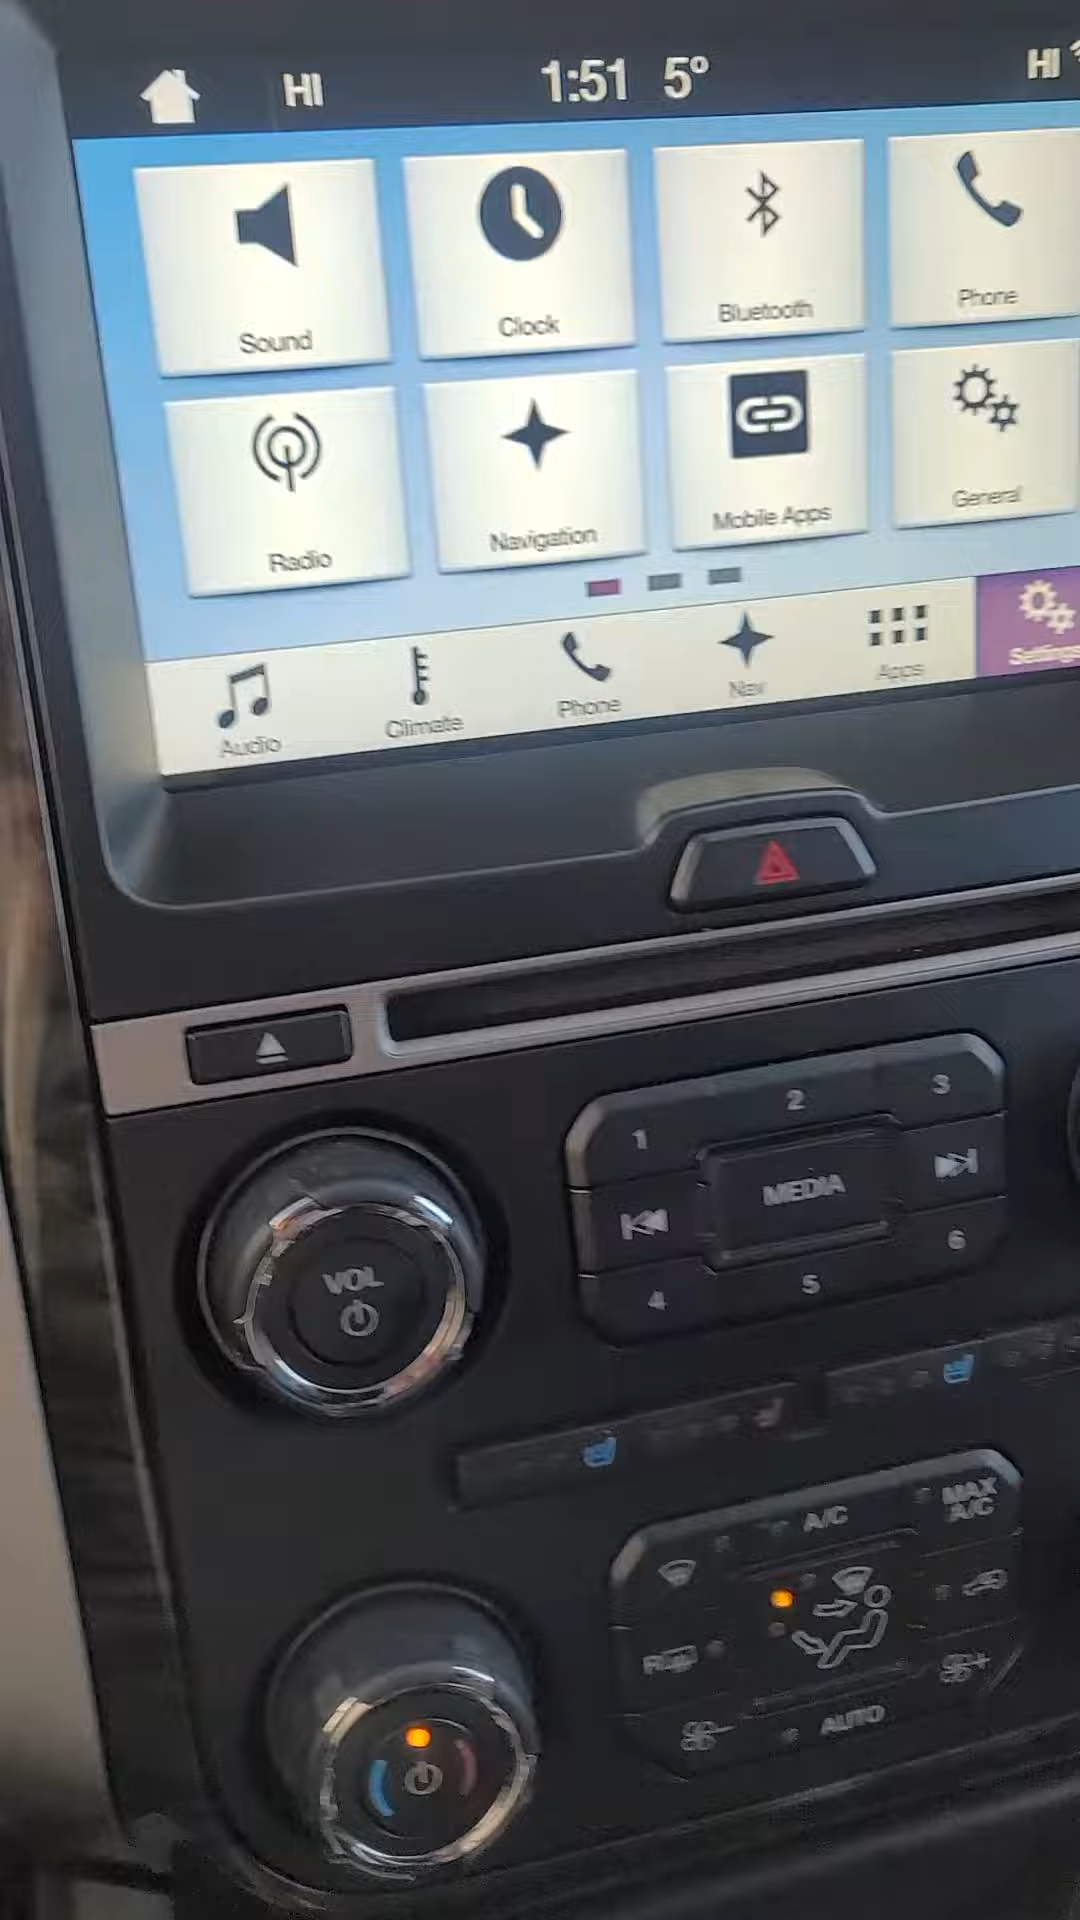 HI 1:51 5° HI
Sound Clock Bluetooth Phone
Radio Navigation Mobile Apps General
Audio Climate Phone Nav Apps Settings
1 2 3
MEDIA
4 5 6
VOL
A/C MAX A/C
R
AUTO